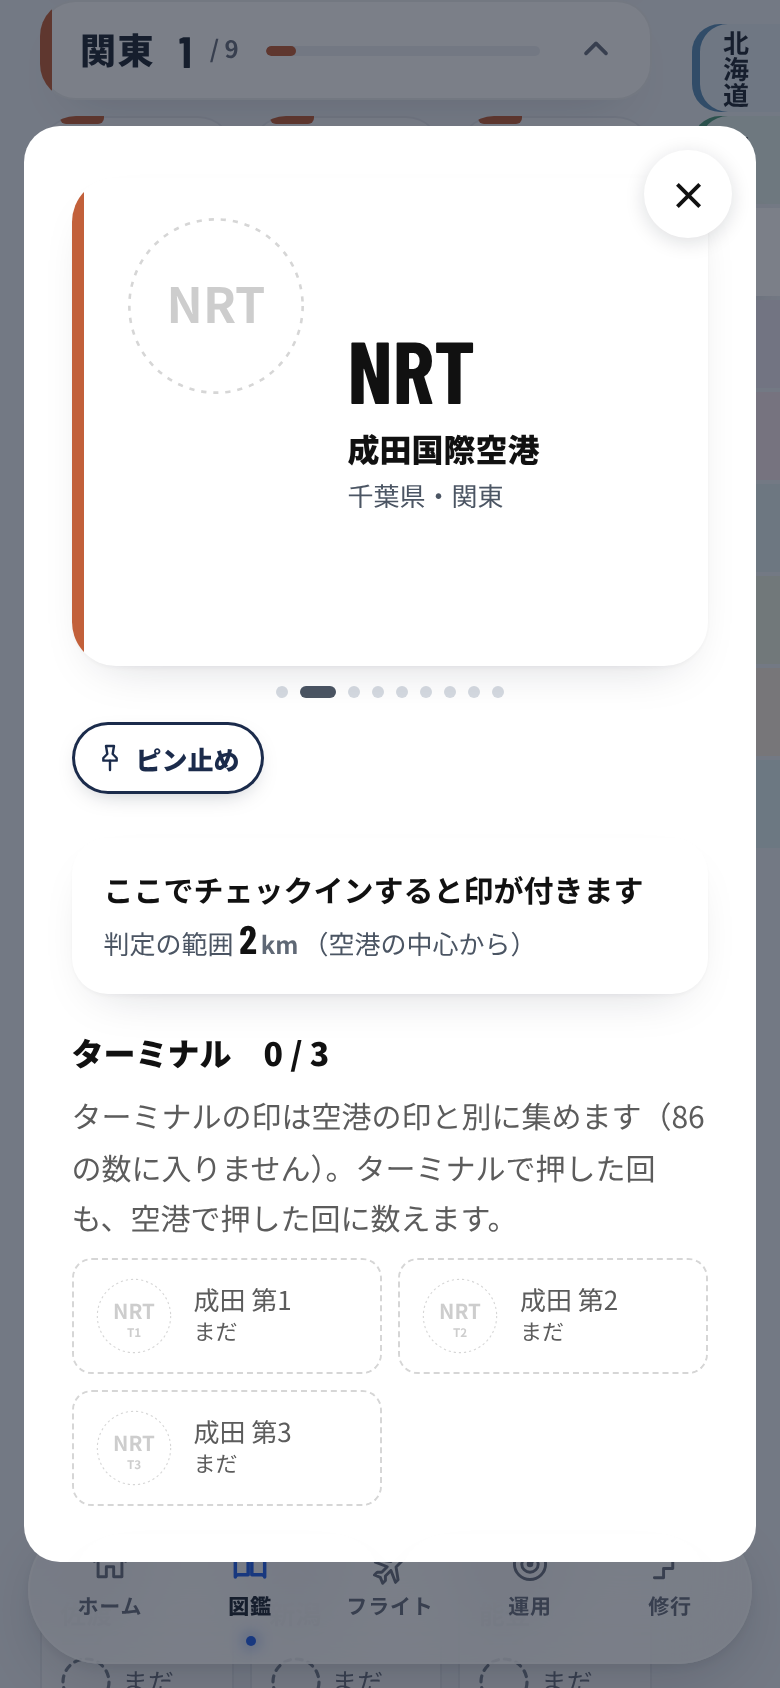 関東 1 / 9
北海道
NRT
NRT
成田国際空港
千葉県・関東
ピン止め
ここでチェックインすると印が付きます
判定の範囲 2 km （空港の中心から）
ターミナル 0 / 3
ターミナルの印は空港の印と別に集めます（86
の数に入りません）。ターミナルで押した回
も、空港で押した回に数えます。
NRT
T1
成田 第1
まだ
NRT
T2
成田 第2
まだ
NRT
T3
成田 第3
まだ
ホーム 図鑑 フライト 運用 修行
まだ まだ まだ